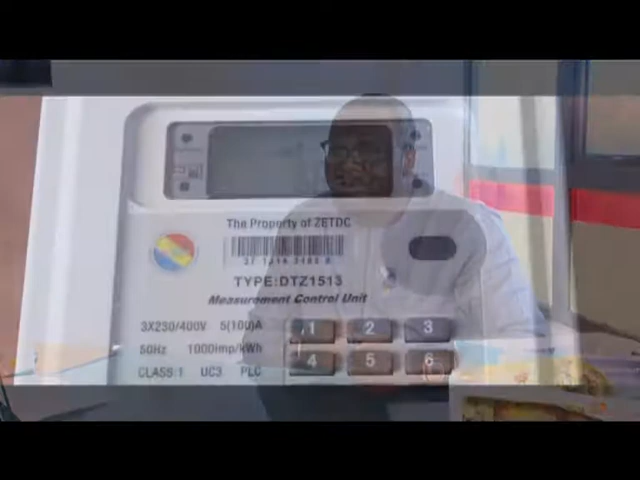 The Property of ZETDC
TYPE:DTZ1513
Measurement Control Unit
3X230/400V 5(100)A
50Hz 1000imp/kWh
CLASS:1 UC3 PLC
1 2 3
4 5 6